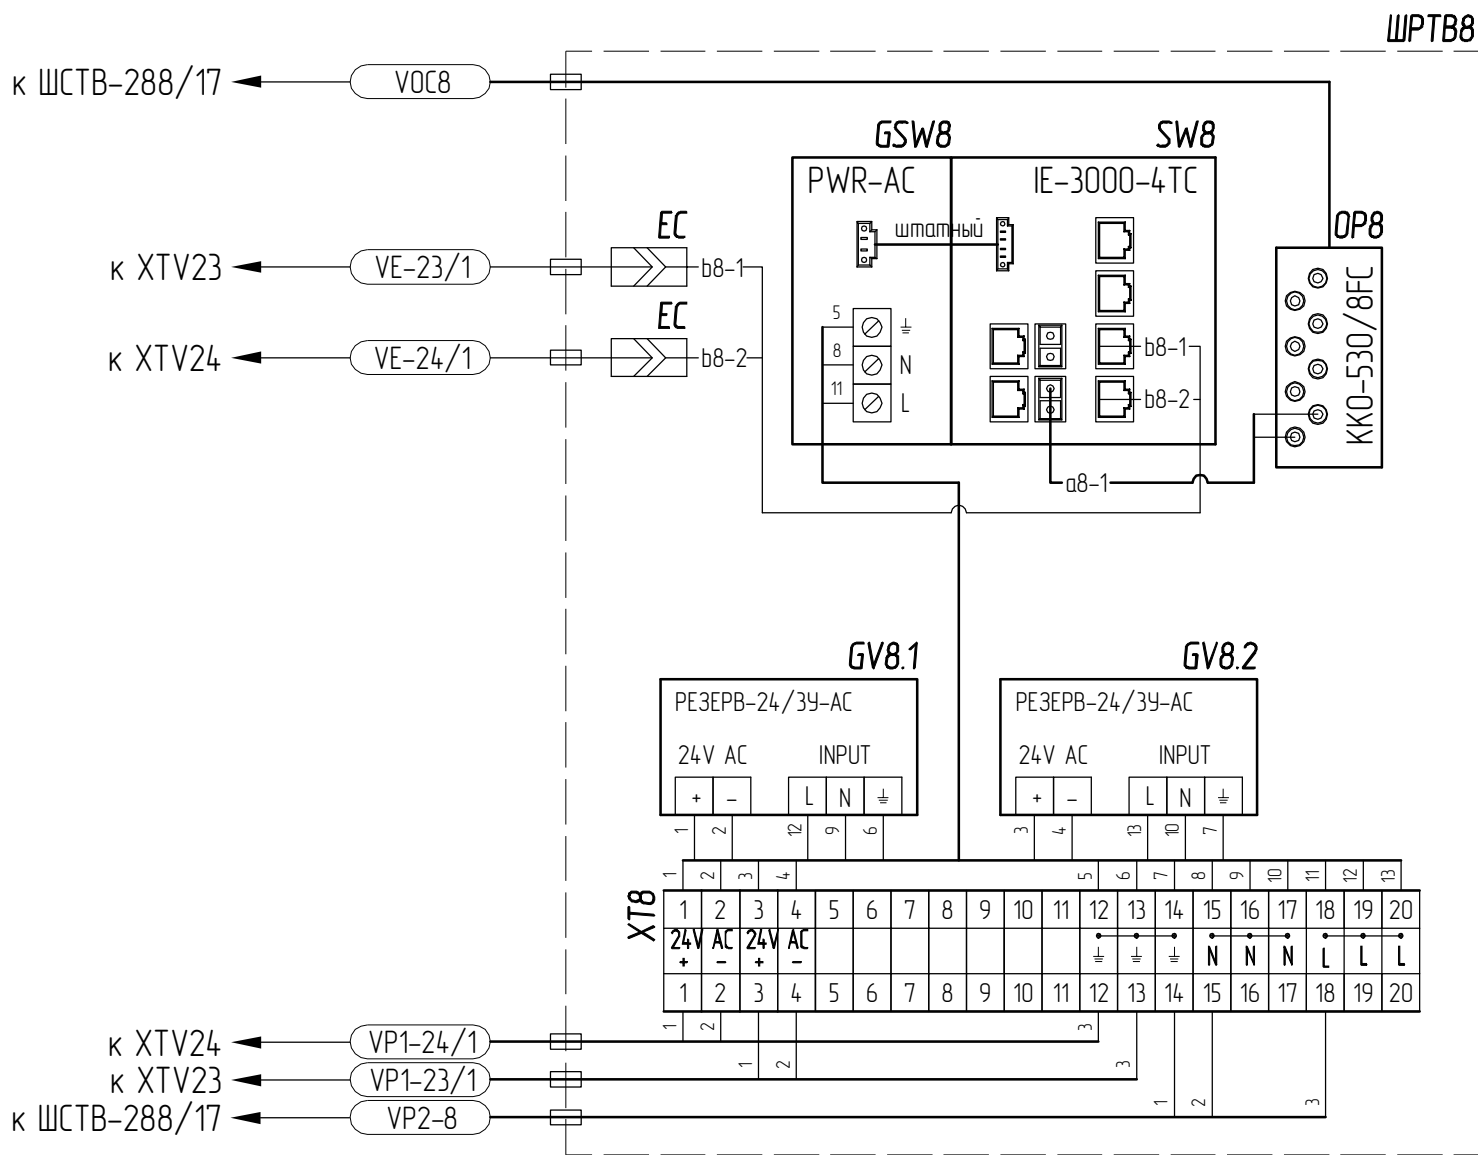 ШРТВ8
к ШСТВ-288/17
VOC8
GSW8
SW8
PWR-AC
IE-3000-4TC
штатный
OP8
ККО-530/8FC
EC
к XTV23
VE-23/1
b8-1
EC
к XTV24
VE-24/1
b8-2
5
8
N
11
L
b8-1
b8-2
a8-1
GV8.1
GV8.2
РЕЗЕРВ-24/ЗУ-АС
РЕЗЕРВ-24/ЗУ-АС
24V AC
INPUT
24V AC
INPUT
+ - L N
+ - L N
1 2 12 9 6
3 4 13 10 7
1 2 3 4 5 6 7 8 9 10 11 12 13
XT8
1 2 3 4 5 6 7 8 9 10 11 12 13 14 15 16 17 18 19 20
24V AC 24V AC
+ - + - N N N L L L
1 2 3 4 5 6 7 8 9 10 11 12 13 14 15 16 17 18 19 20
1 2 3
к XTV24
VP1-24/1
1 2 3
к XTV23
VP1-23/1
1 2 3
к ШСТВ-288/17
VP2-8